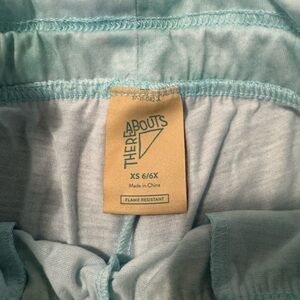 THEREABOUTS
XS 6/6X
Made in China
FLAME RESISTANT